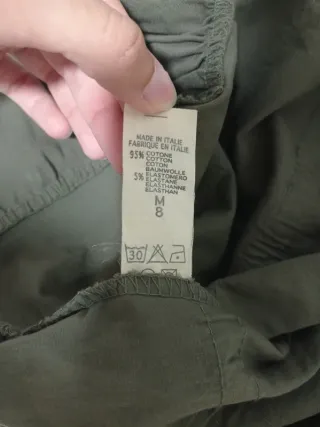 MADE IN ITALIE
FABRIQUE EN ITALIE
95% COTONE
COTTON
COTON
BAUMWOLLE
5% ELASTOMERO
ELASTANE
ELASTHANNE
ELASTHAN
M
8
30